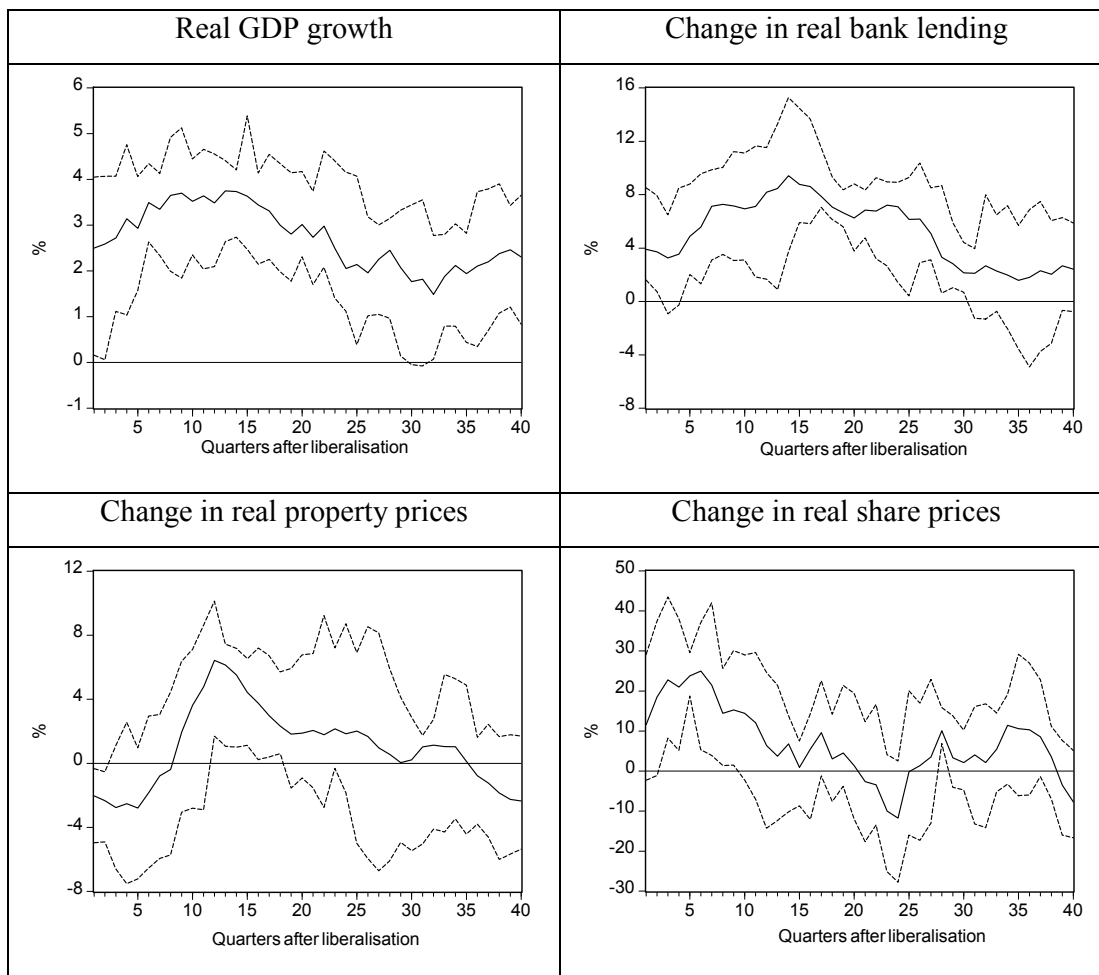 Real GDP growth
Change in real bank lending
6
5
4
3
2
1
0
-1
%
5 10 15 20 25 30 35 40
Quarters after liberalisation
16
12
8
4
0
-4
-8
%
5 10 15 20 25 30 35 40
Quarters after liberalisation
Change in real property prices
Change in real share prices
12
8
4
0
-4
-8
%
5 10 15 20 25 30 35 40
Quarters after liberalisation
50
40
30
20
10
0
-10
-20
-30
%
5 10 15 20 25 30 35 40
Quarters after liberalisation